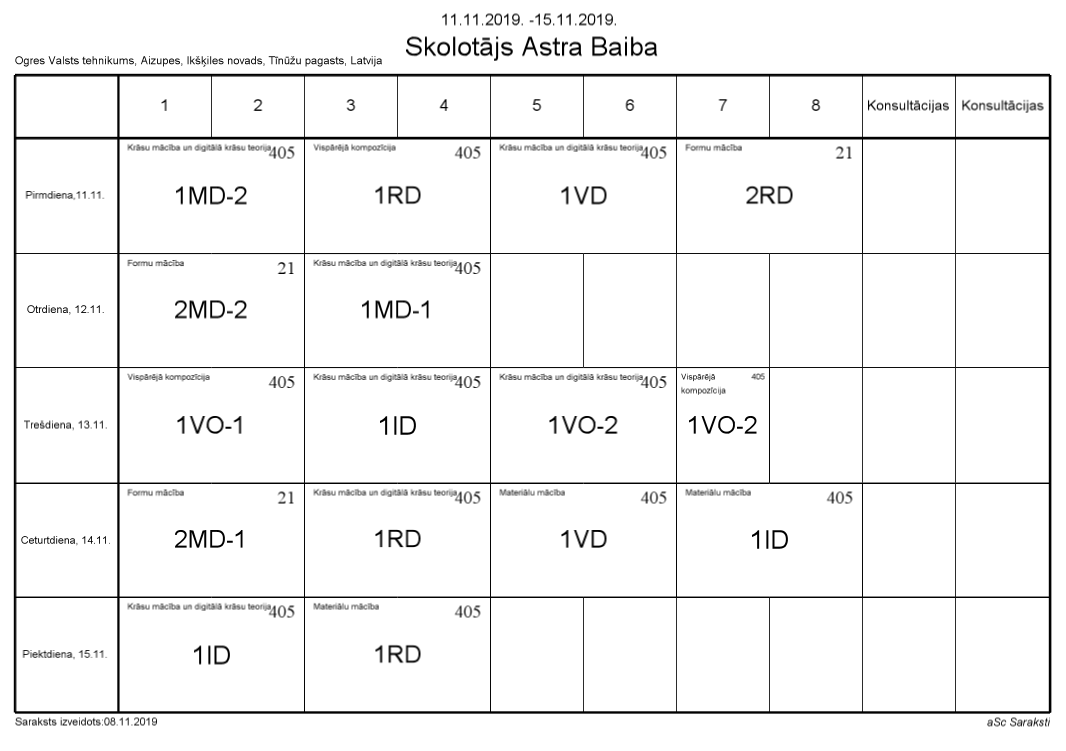 11.11.2019. -15.11.2019.
Skolotājs Astra Baiba
Ogres Valsts tehnikums, Aizupes, Ikšķiles novads, Tīnūžu pagasts, Latvija
1 2 3 4 5 6 7 8 Konsultācijas Konsultācijas
Krāsu mācība un digitālā krāsu teorija 405 Vispārējā kompozīcija 405 Krāsu mācība un digitālā krāsu teorija 405 Formu mācība 21
Pirmdiena,11.11. 1MD-2 1RD 1VD 2RD
Formu mācība 21 Krāsu mācība un digitālā krāsu teorija 405
Otrdiena, 12.11. 2MD-2 1MD-1
Vispārējā kompozīcija 405 Krāsu mācība un digitālā krāsu teorija 405 Krāsu mācība un digitālā krāsu teorija 405 Vispārējā 405
kompozīcija
Trešdiena, 13.11. 1VO-1 1ID 1VO-2 1VO-2
Formu mācība 21 Krāsu mācība un digitālā krāsu teorija 405 Materiālu mācība 405 Materiālu mācība 405
Ceturtdiena, 14.11. 2MD-1 1RD 1VD 1ID
Krāsu mācība un digitālā krāsu teorija 405 Materiālu mācība 405
Piektdiena, 15.11. 1ID 1RD
Saraksts izveidots:08.11.2019 aSc Saraksti